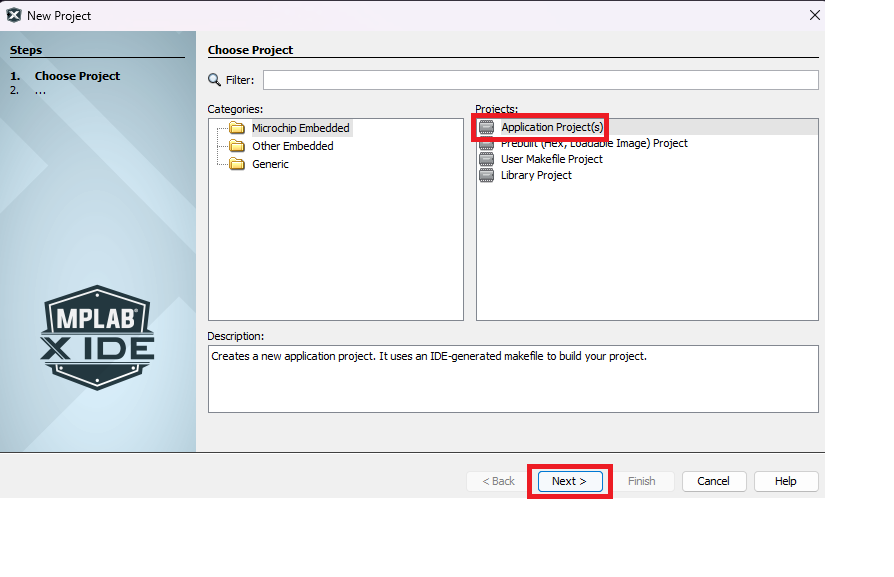 New Project
Steps
1. Choose Project
2. ...
Choose Project
Filter:
Categories:
Microchip Embedded
Other Embedded
Generic
Projects:
Application Project(s)
Prebuilt (Hex, Loadable Image) Project
User Makefile Project
Library Project
MPLAB®
X IDE
Description:
Creates a new application project. It uses an IDE-generated makefile to build your project.
< Back
Next >
Finish
Cancel
Help